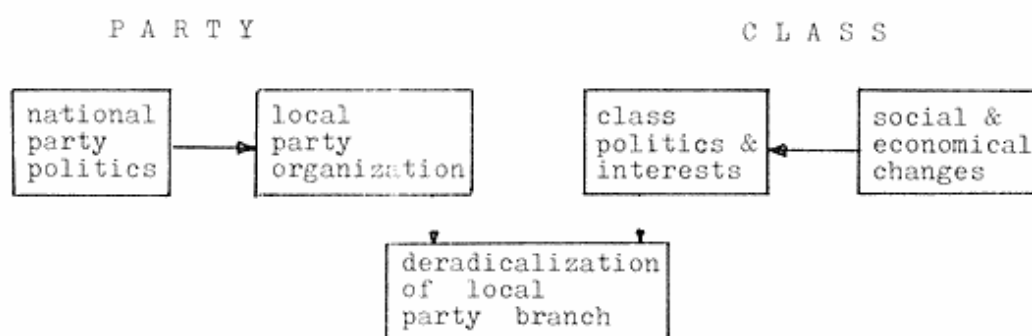 P A R T Y
C L A S S
national
party
politics
local
party
organization
class
politics &
interests
social &
economical
changes
deradicalization
of local
party branch